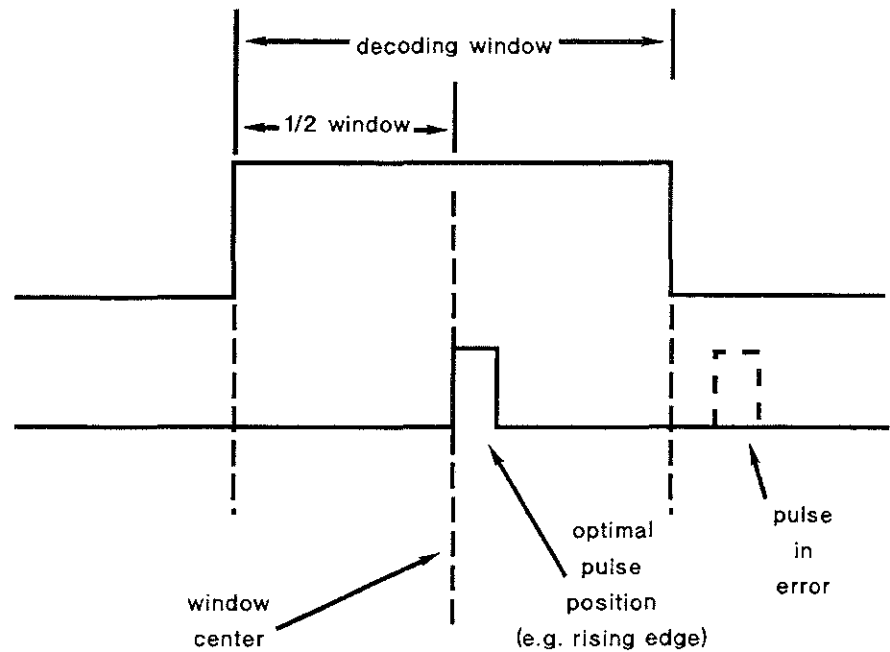 decoding window
1/2 window
optimal
pulse
position
(e.g. rising edge)
pulse
in
error
window
center